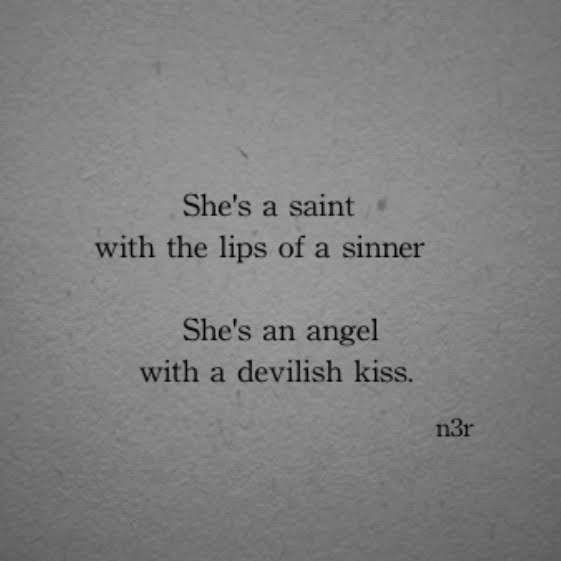 She's a saint
with the lips of a sinner
She's an angel
with a devilish kiss.
n3r